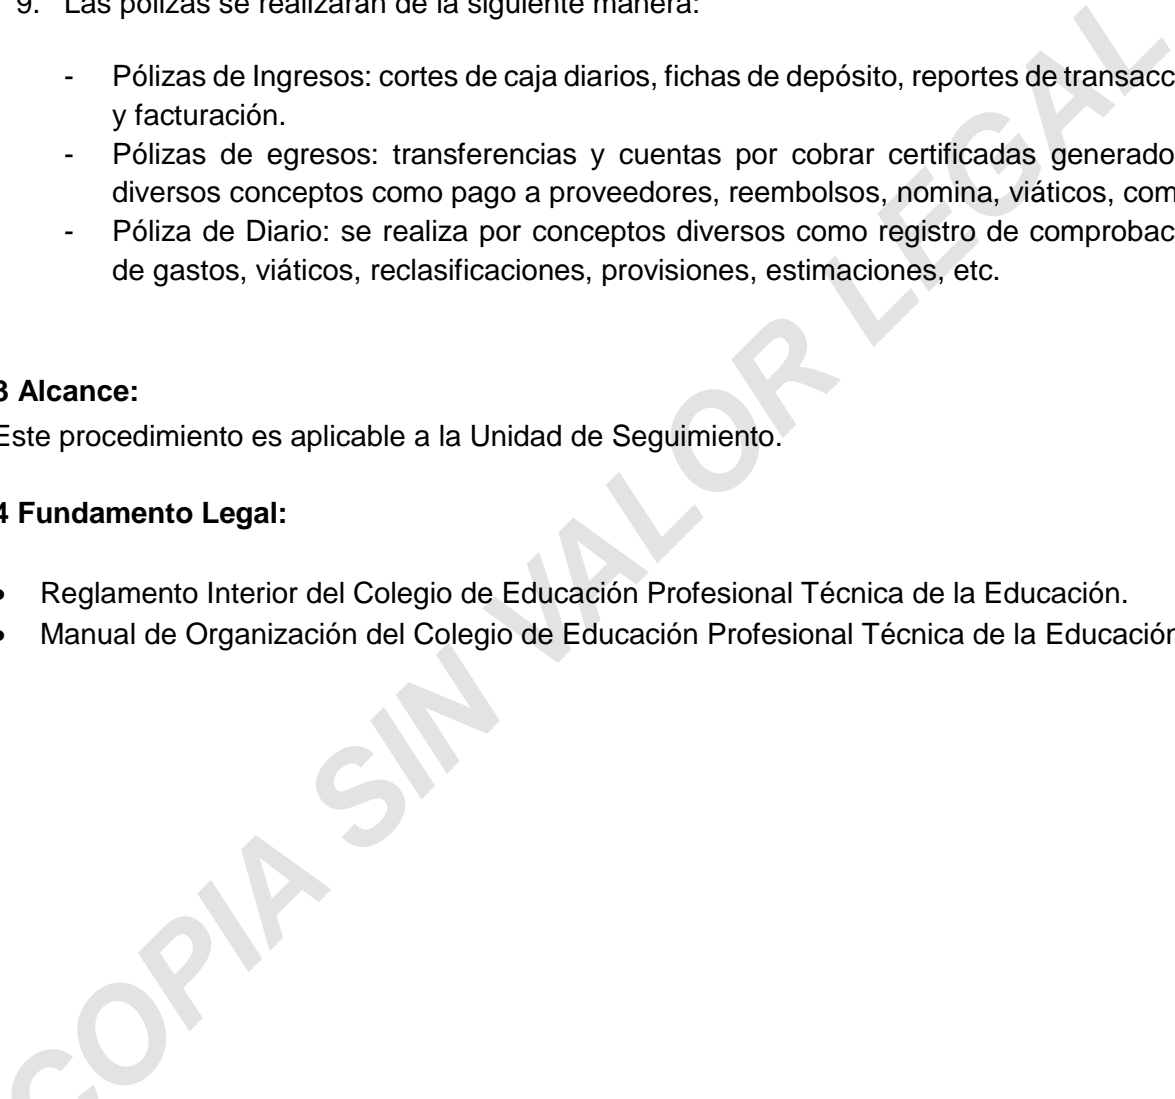 9. Las pólizas se realizarán de la siguiente manera:
- Pólizas de Ingresos: cortes de caja diarios, fichas de depósito, reportes de transacc
y facturación.
- Pólizas de egresos: transferencias y cuentas por cobrar certificadas generado
diversos conceptos como pago a proveedores, reembolsos, nomina, viáticos, com
- Póliza de Diario: se realiza por conceptos diversos como registro de comprobac
de gastos, viáticos, reclasificaciones, provisiones, estimaciones, etc.
3 Alcance:
Este procedimiento es aplicable a la Unidad de Seguimiento.
4 Fundamento Legal:
• Reglamento Interior del Colegio de Educación Profesional Técnica de la Educación.
• Manual de Organización del Colegio de Educación Profesional Técnica de la Educación
COPIA SIN VALOR LEGAL